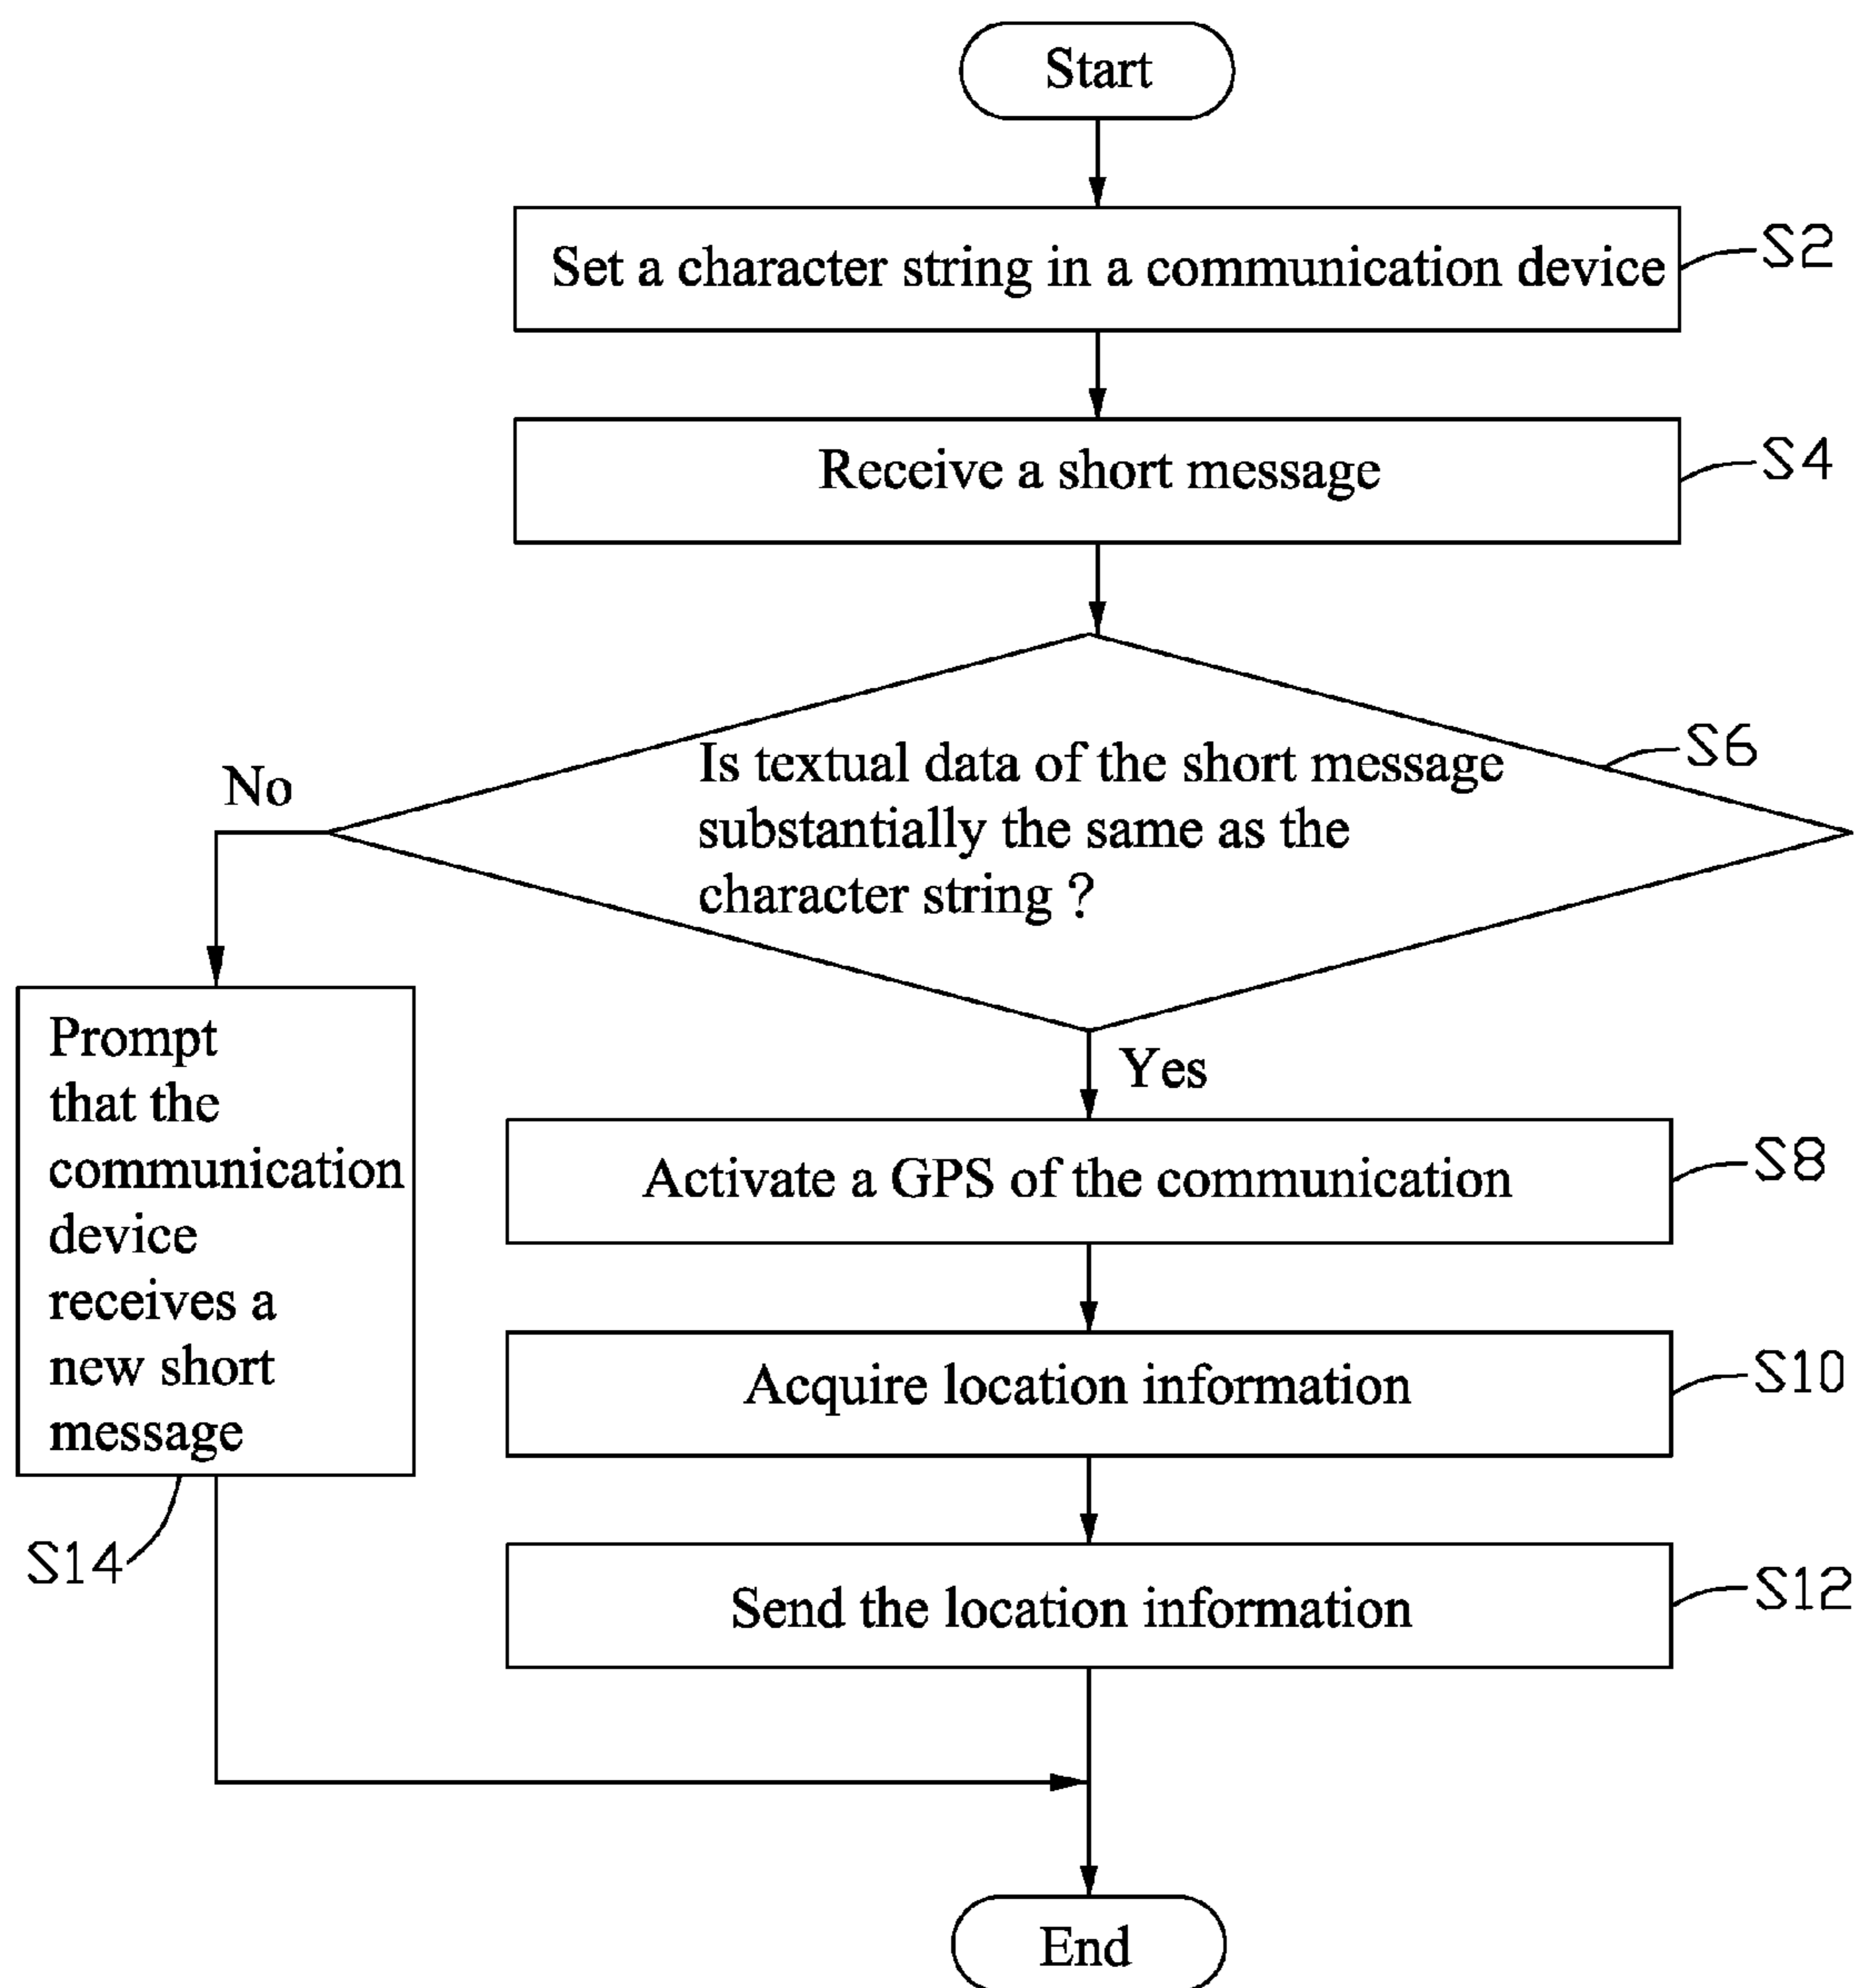 Start
Set a character string in a communication device
S2
Receive a short message
S4
Is textual data of the short message
substantially the same as the
character string ?
S6
No
Yes
Prompt
that the
communication
device
receives a
new short
message
S14
Activate a GPS of the communication
S8
Acquire location information
S10
Send the location information
S12
End